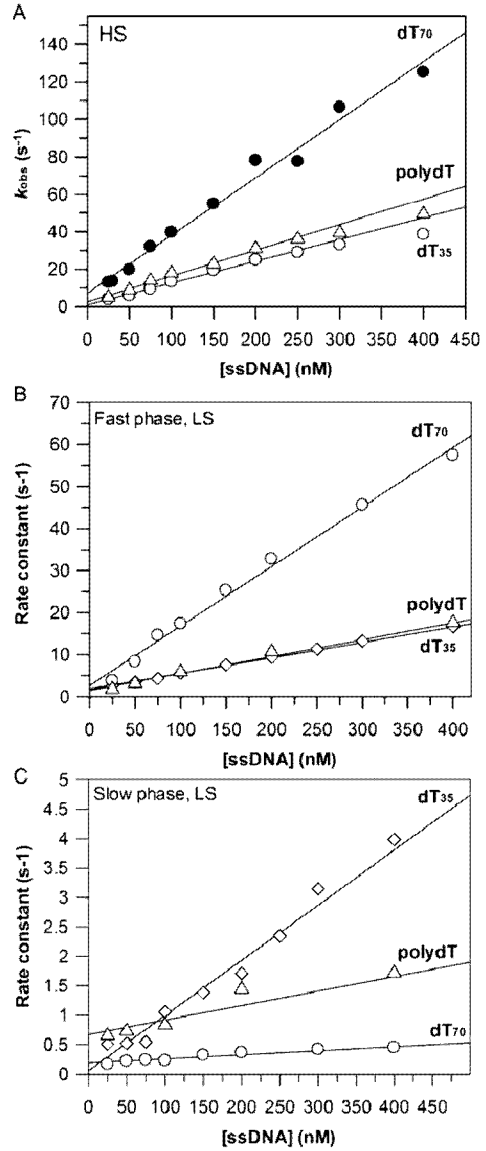 A
HS
dT70
polydT
dT35
kobs (s-1)
140
120
100
80
60
40
20
0
0 50 100 150 200 250 300 350 400 450
[ssDNA] (nM)
B
Fast phase, LS
dT70
polydT
dT35
Rate constant (s-1)
70
60
50
40
30
20
10
0
0 50 100 150 200 250 300 350 400
[ssDNA] (nM)
C
Slow phase, LS
dT35
polydT
dT70
Rate constant (s-1)
5
4.5
4
3.5
3
2.5
2
1.5
1
0.5
0
0 50 100 150 200 250 300 350 400 450
[ssDNA] (nM)